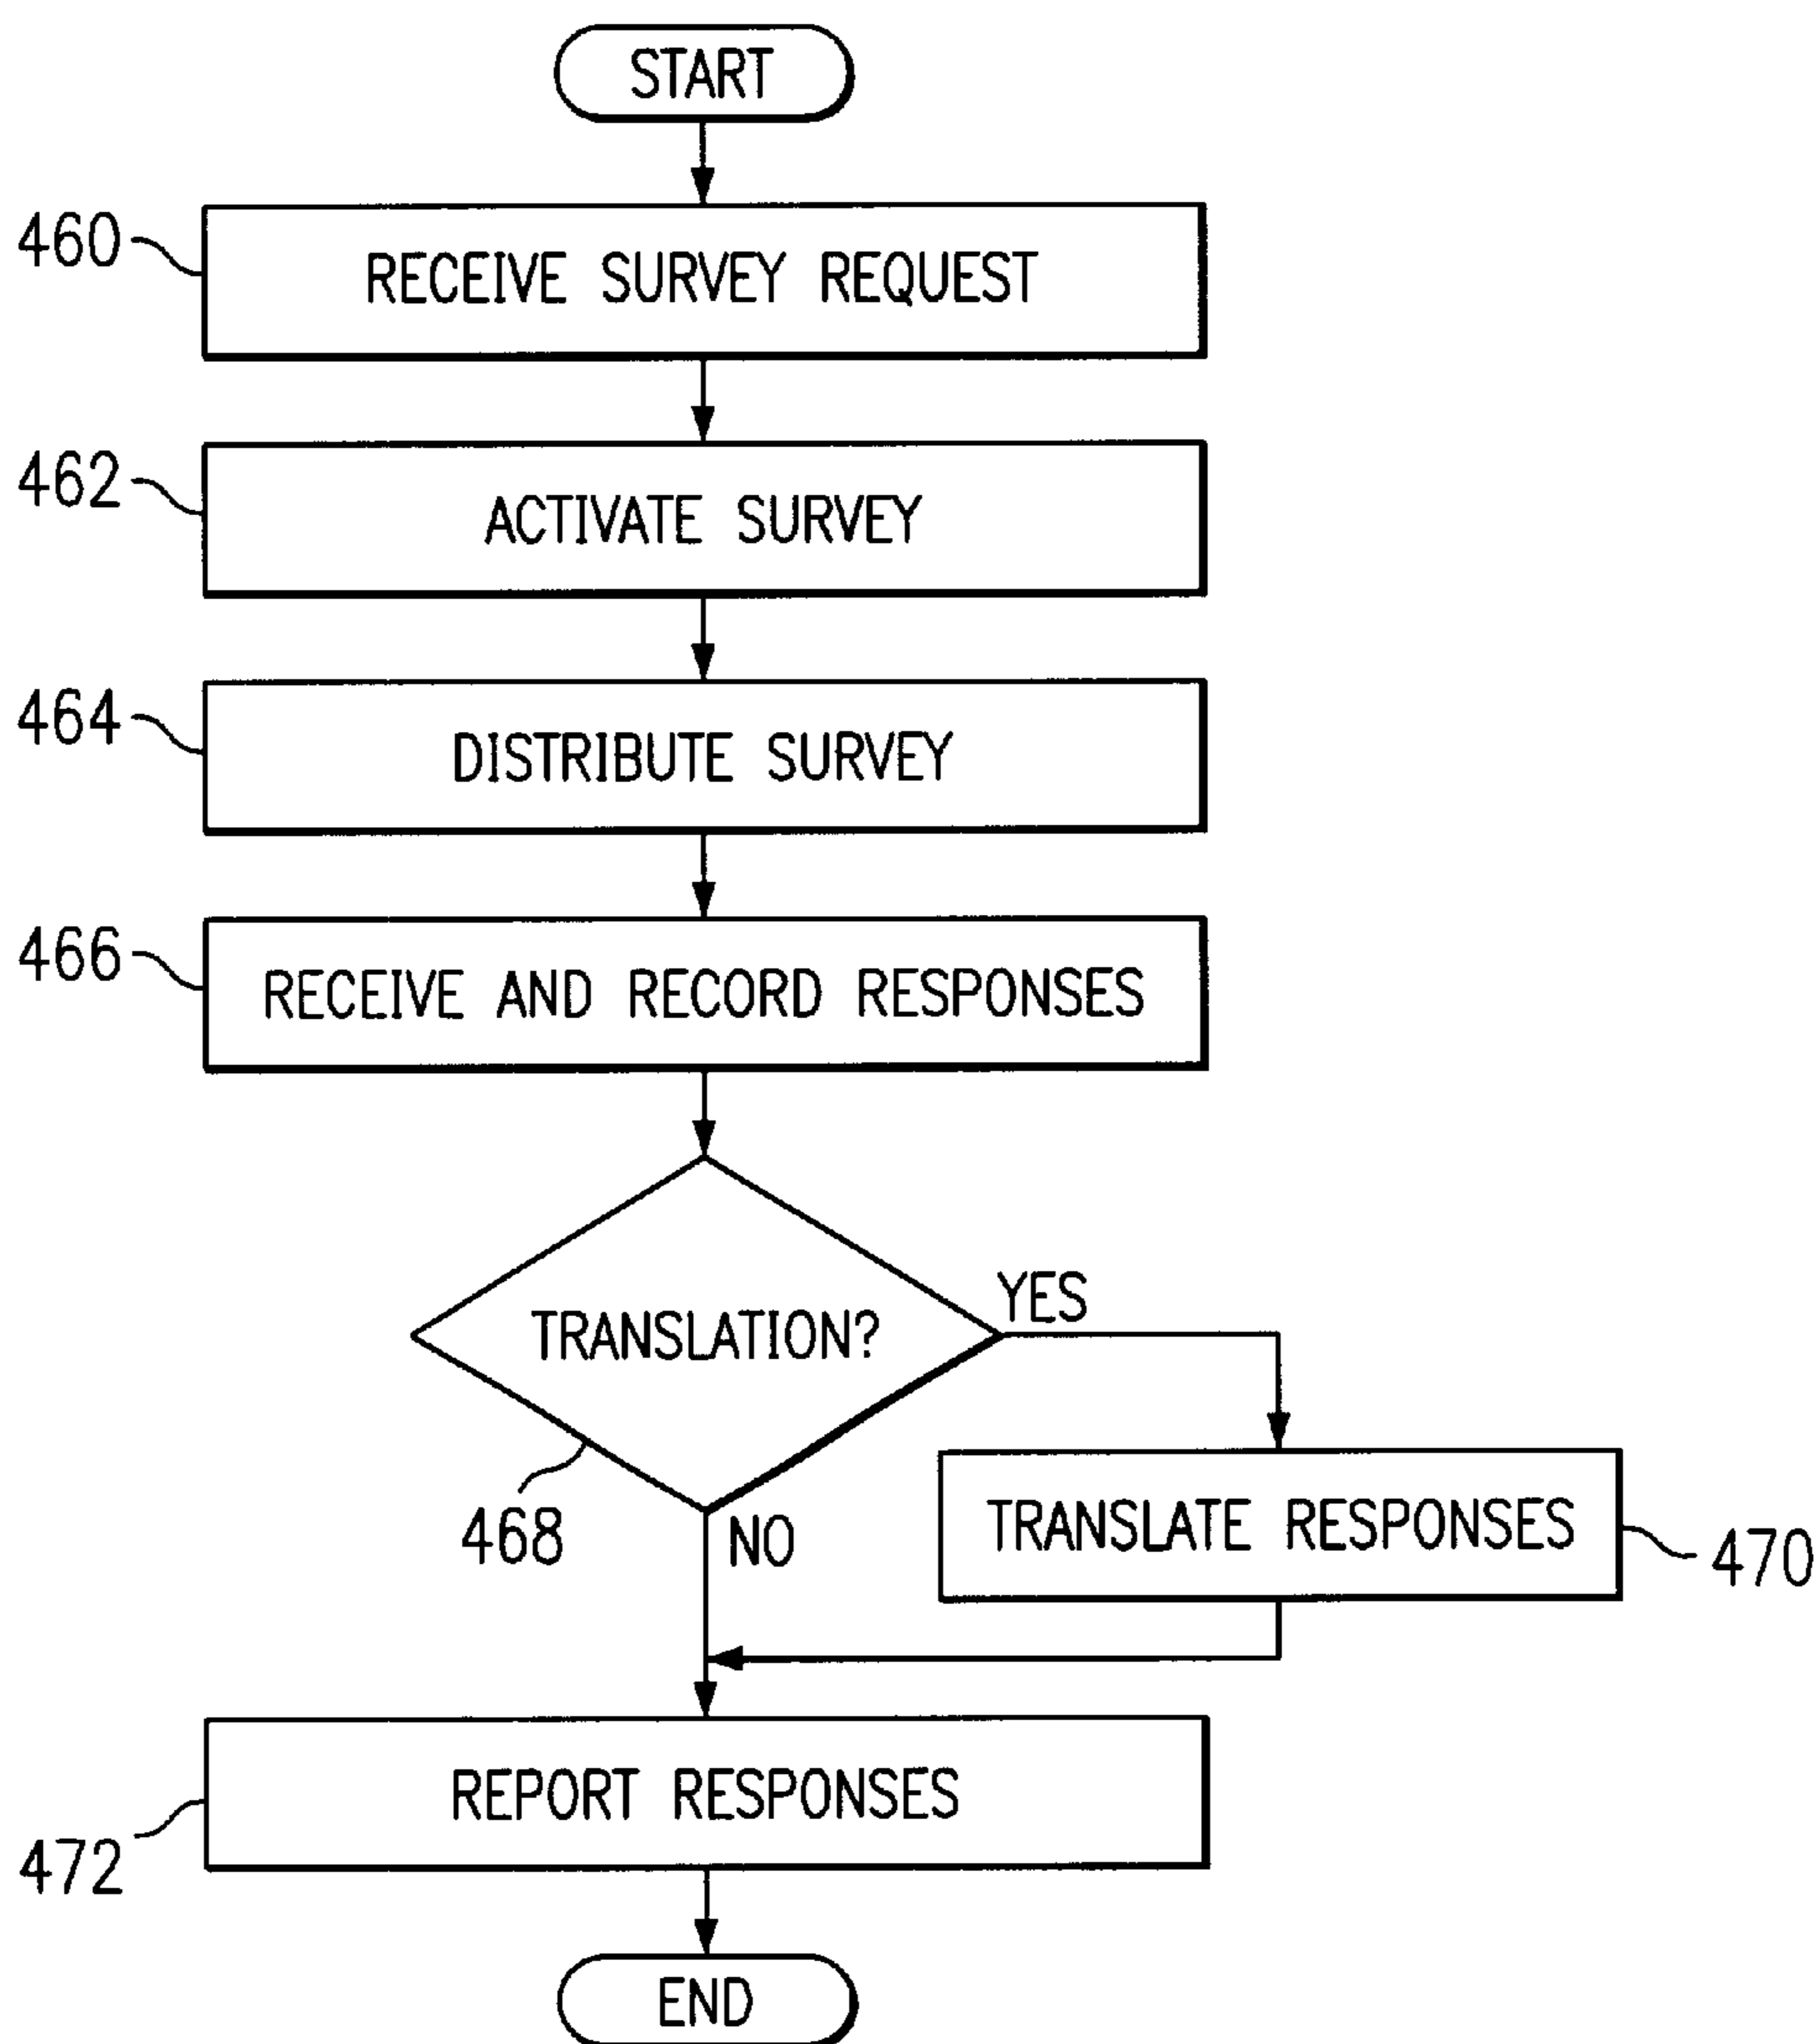 START
460
RECEIVE SURVEY REQUEST
462
ACTIVATE SURVEY
464
DISTRIBUTE SURVEY
466
RECEIVE AND RECORD RESPONSES
TRANSLATION?
YES
468
NO
TRANSLATE RESPONSES
470
REPORT RESPONSES
472
END